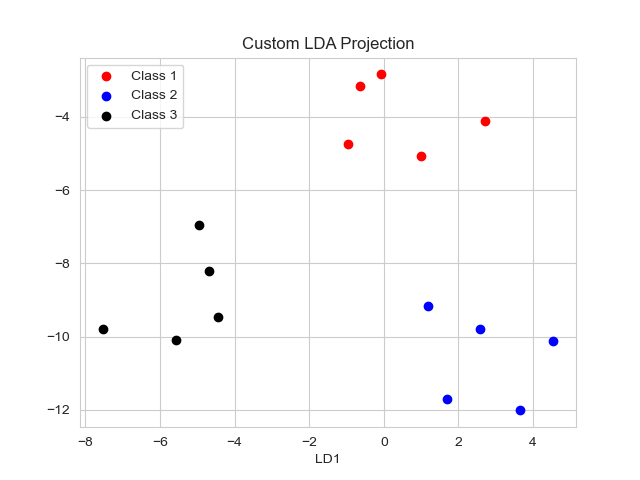 Custom LDA Projection
Class 1
Class 2
Class 3
−4
−6
−8
−10
−12
−8 −6 −4 −2 0 2 4
LD1